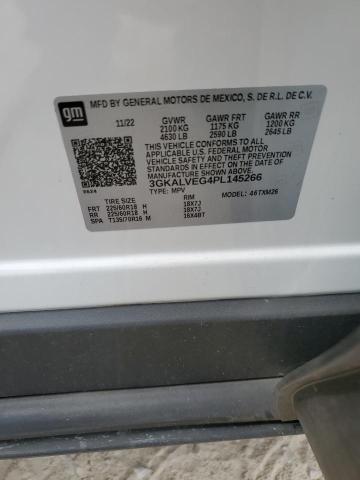 gm
MFD BY GENERAL MOTORS DE MEXICO, S. DE R.L. DE C.V.
11/22 GVWR GAWR FRT GAWR RR
2100 KG 1175 KG 1200 KG
4630 LB 2590 LB 2645 LB
THIS VEHICLE CONFORMS TO ALL
APPLICABLE U.S. FEDERAL MOTOR
VEHICLE SAFETY, BUMPER, AND THEFT
PREVENTION STANDARDS IN EFFECT ON
THE DATE OF MANUFACTURE SHOWN ABOVE.
3GKALVEG4PL145266
TYPE: MPV MODEL: 46TXM26
TIRE SIZE RIM
FRT 225/60R18 H 18X7J
RR 225/60R18 H 18X7J
SPA T135/70R16 M 16X4BT